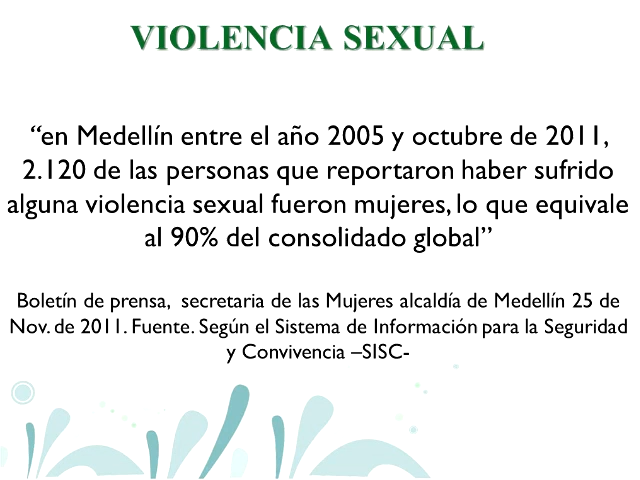 VIOLENCIA SEXUAL
“en Medellín entre el año 2005 y octubre de 2011,
2.120 de las personas que reportaron haber sufrido
alguna violencia sexual fueron mujeres, lo que equivale
al 90% del consolidado global”
Boletín de prensa, secretaria de las Mujeres alcaldía de Medellín 25 de
Nov. de 2011. Fuente. Según el Sistema de Información para la Seguridad
y Convivencia –SISC-